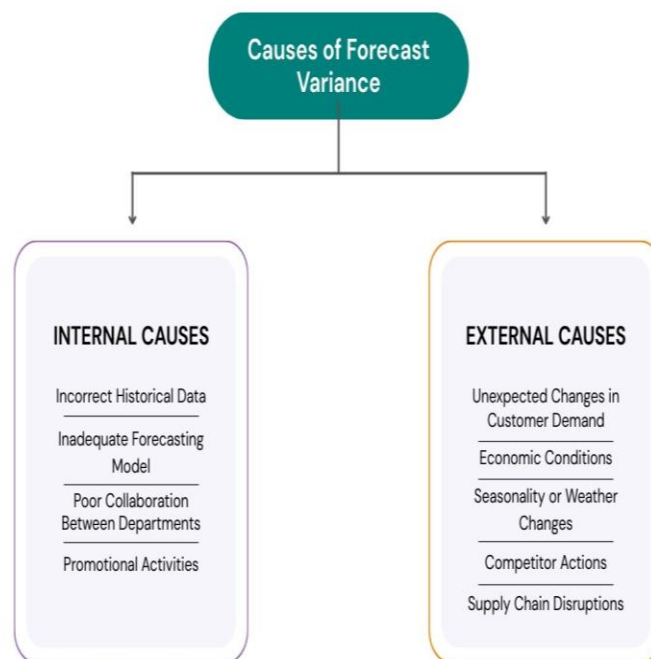 Causes of Forecast
Variance
INTERNAL CAUSES
Incorrect Historical Data
Inadequate Forecasting
Model
Poor Collaboration
Between Departments
Promotional Activities
EXTERNAL CAUSES
Unexpected Changes in
Customer Demand
Economic Conditions
Seasonality or Weather
Changes
Competitor Actions
Supply Chain Disruptions